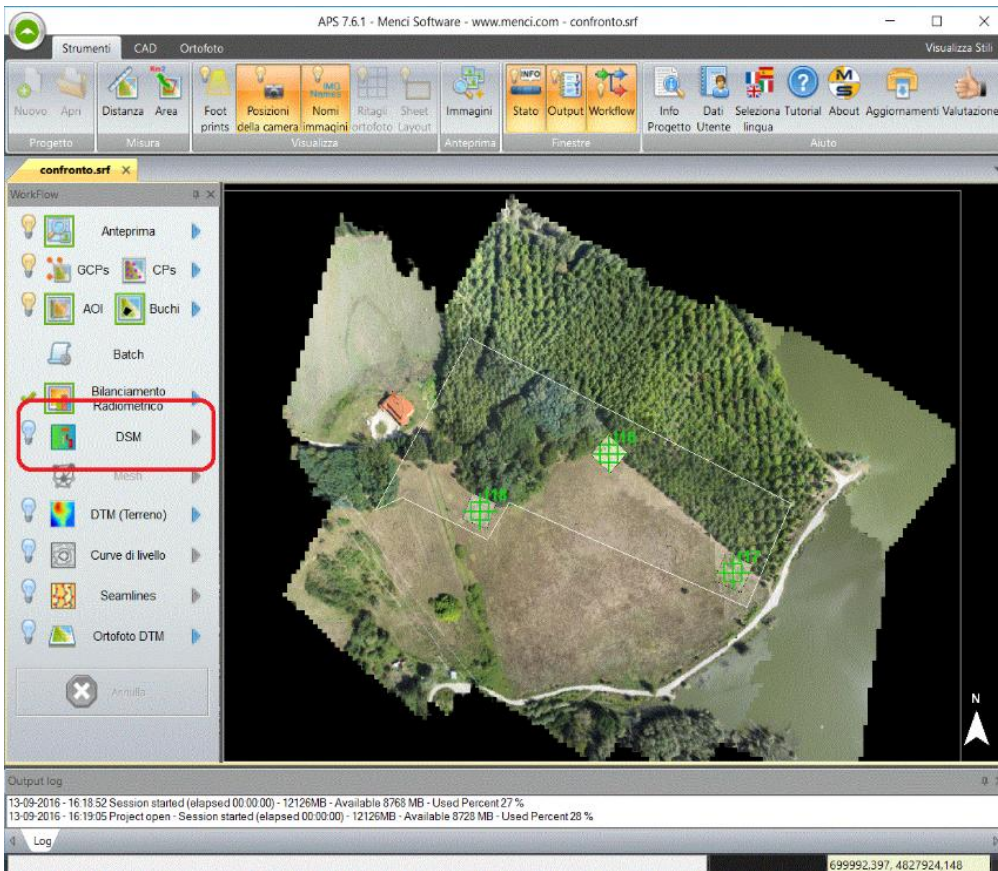 APS 7.6.1 - Menci Software - www.menci.com - confronto.srf
Strumenti CAD Ortofoto Visualizza Stili
Km2
INFO
IMG
Names
M
S
Nuovo Apri Distanza Area Foot prints Posizioni della camera Nomi immagini Ritagli ortofoto Sheet Layout Immagini Stato Output Workflow Info Progetto Dati Utente Seleziona lingua Tutorial About Aggiornamenti Valutazione
Progetto Misura Visualizza Anteprima Finestre Aiuto
confronto.srf
WorkFlow
Anteprima
GCPs CPs
AOI Buchi
Batch
Bilanciamento
Radiometrico
DSM
Mesh
DTM (Terreno)
Curve di livello
Seamlines
Ortofoto DTM
Annulla
N
Output log
13-09-2016 - 16:18:52 Session started (elapsed 00:00:00) - 12126MB - Available 8768 MB - Used Percent 27 %
13-09-2016 - 16:19:05 Project open - Session started (elapsed 00:00:00) - 12126MB - Available 8728 MB - Used Percent 28 %
Log
699992,397, 4827924,148